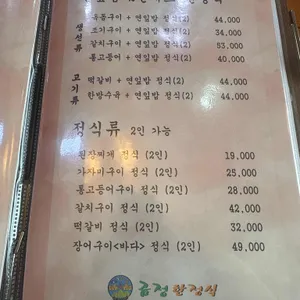 생선류
옥돔구이 + 연잎밥 정식(2) 44,000
조기구이 + 연잎밥 정식(2) 34,000
갈치구이 + 연잎밥 정식(2) 53,000
통고등어 + 연잎밥 정식(2) 40,000
고기류
떡갈비 + 연잎밥 정식(2) 44,000
한방수육 + 연잎밥 정식(2) 44,000
정식류 2인 가능
된장찌개 정식 (2인) 19,000
가자미구이 정식 (2인) 25,000
통고등어구이 정식 (2인) 28,000
갈치구이 정식 (2인) 42,000
떡갈비 정식 (2인) 32,000
장어구이<바다> 정식 (2인) 49,000
금정한정식